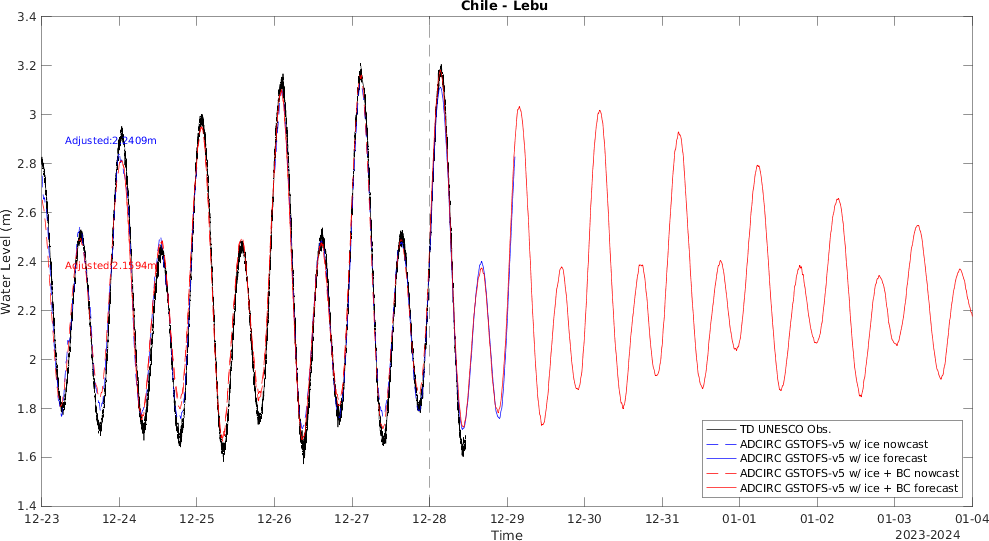 Chile - Lebu
3.4
3.2
3
2.8
2.6
2.4
2.2
2
1.8
1.6
1.4
Water Level (m)
Adjusted:2.2409m
Adjusted:2.1594m
TD UNESCO Obs.
ADCIRC GSTOFS-v5 w/ ice nowcast
ADCIRC GSTOFS-v5 w/ ice forecast
ADCIRC GSTOFS-v5 w/ ice + BC nowcast
ADCIRC GSTOFS-v5 w/ ice + BC forecast
12-23 12-24 12-25 12-26 12-27 12-28 12-29 12-30 12-31 01-01 01-02 01-03 01-04
Time
2023-2024